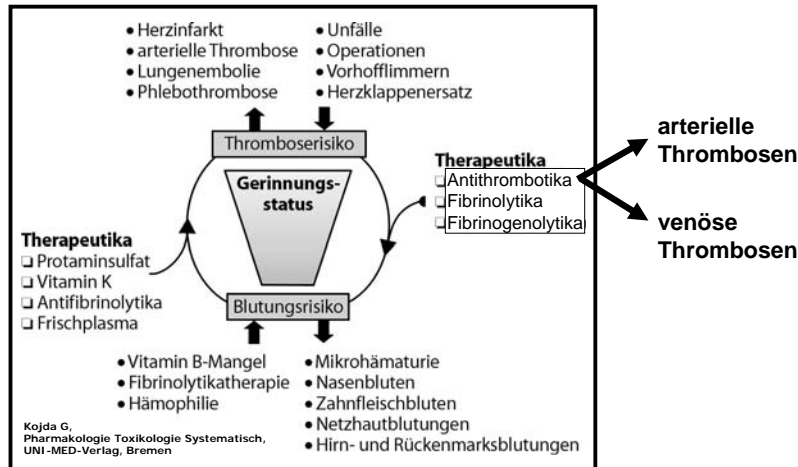 • Herzinfarkt
• arterielle Thrombose
• Lungenembolie
• Phlebothrombose
• Unfälle
• Operationen
• Vorhofflimmern
• Herzklappenersatz
Thromboserisiko
Gerinnungs-
status
Therapeutika
❑ Antithrombotika
❑ Fibrinolytika
❑ Fibrinogenolytika
arterielle
Thrombosen
venöse
Thrombosen
Therapeutika
❑ Protaminsulfat
❑ Vitamin K
❑ Antifibrinolytika
❑ Frischplasma
Blutungsrisiko
• Vitamin B-Mangel
• Fibrinolytikatherapie
• Hämophilie
• Mikrohämaturie
• Nasenbluten
• Zahnfleischbluten
• Netzhautblutungen
• Hirn- und Rückenmarksblutungen
Kojda G,
Pharmakologie Toxikologie Systematisch,
UNI-MED-Verlag, Bremen